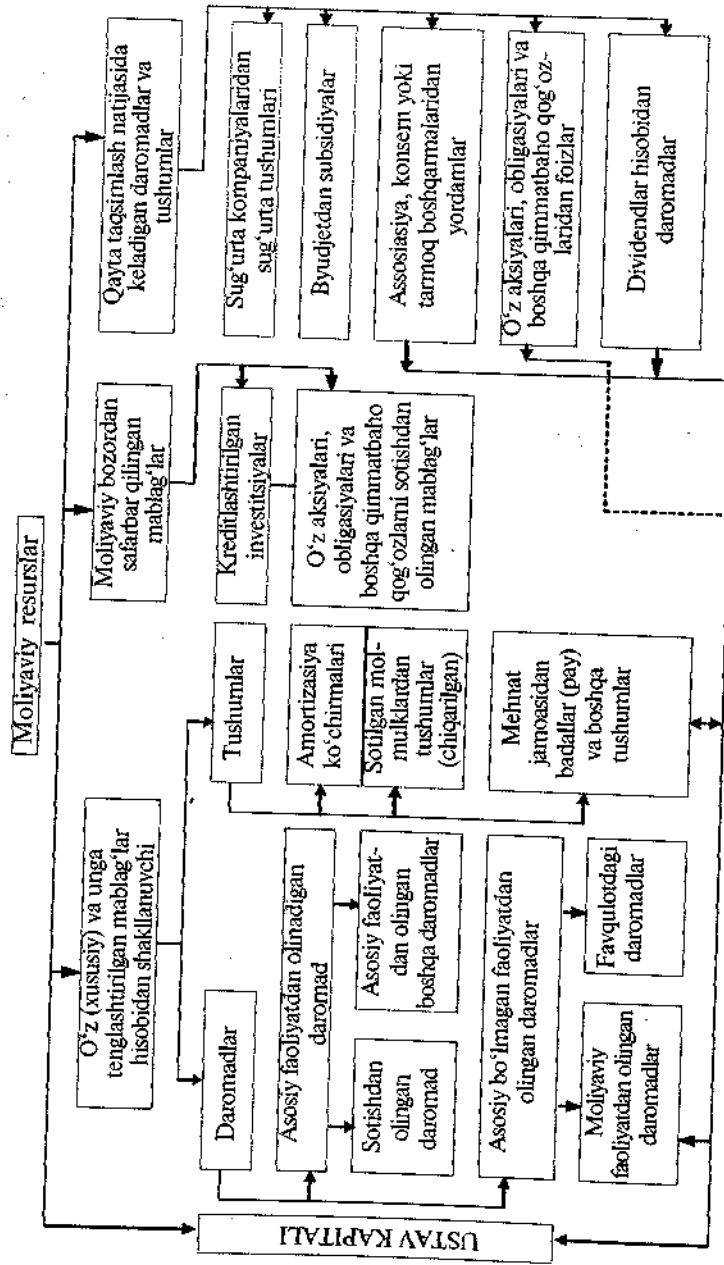 Moliyaviy resurslar
O‘z (xususiy) va unga
tenglashtirilgan mablag‘lar
hisobidan shakllanuvchi
Moliyaviy bozordan
safarbar qilingan
mablag‘lar
Qayta taqsimlash natijasida
keladigan daromadlar va
tushumlar
USTAV KAPITALI
Daromadlar
Asosiy faoliyatdan olinadigan
daromad
Sotishdan
olingan
daromad
Asosiy faoliyat-
dan olingan
boshqa daromadlar
Asosiy bo‘lmagan faoliyatdan
olingan daromadlar
Moliyaviy
faoliyatdan olingan
daromadlar
Favqulotdagi
daromadlar
Tushumlar
Amortizasiya
ko‘chirmalari
Sotilgan mol-
mulklardan
tushumlar
(chiqarilgan)
Mehnat
jamoasidan
badallar (pay)
va boshqa
tushumlar
Kreditlashtirilgan
investitsiyalar
O‘z aksiyalari,
obligasiyalari va
boshqa qimmatbaho
qog‘ozlarni sotishdan
olingan mablag‘lar
Sug‘urta kompaniyalaridan
sug‘urta tushumlari
Byudjetdan subsidiyalar
Assosiasiya, konsern yoki
tarmoq boshqarmalaridan
yordamlar
O‘z aksiyalari, obligasiyalari va
boshqa qimmatbaho qog‘oz-
laridan foizlar
Dividendlar hisobidan
daromadlar